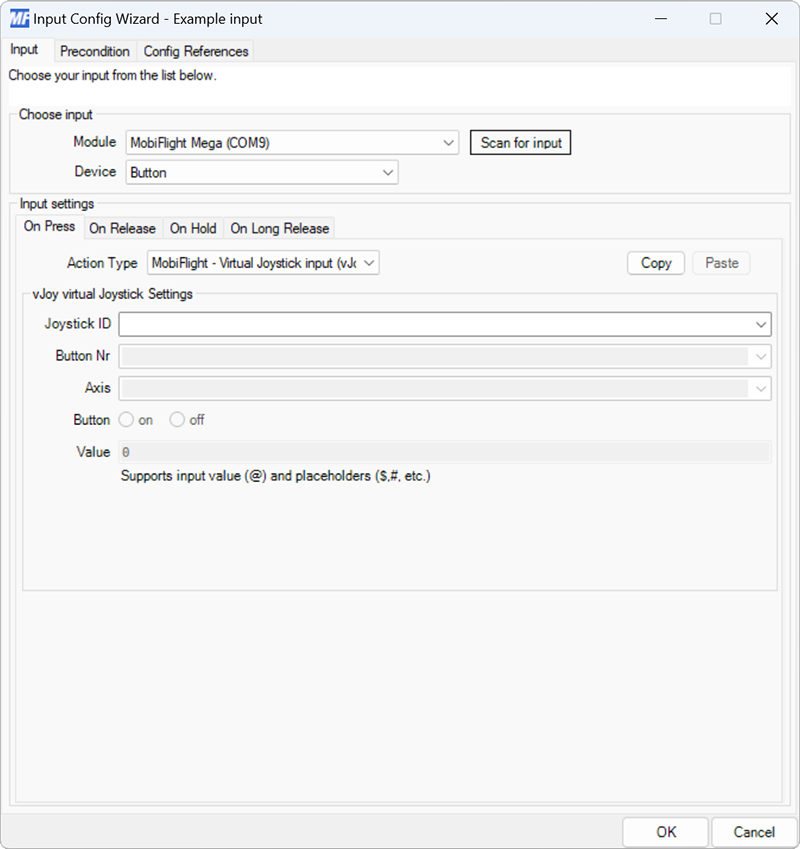 MF Input Config Wizard - Example input
Input Precondition Config References
Choose your input from the list below.
Choose input
Module MobiFlight Mega (COM9) Scan for input
Device Button
Input settings
On Press On Release On Hold On Long Release
Action Type MobiFlight - Virtual Joystick input (vJo Copy Paste
vJoy virtual Joystick Settings
Joystick ID
Button Nr
Axis
Button on off
Value 0
Supports input value (@) and placeholders ($,#, etc.)
OK Cancel